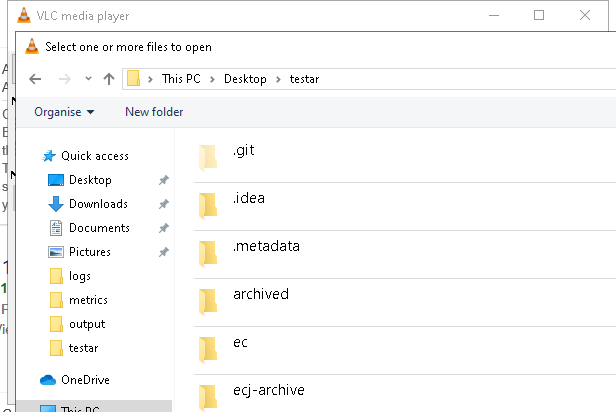 VLC media player
Select one or more files to open
This PC > Desktop > testar
Organise New folder
Quick access
Desktop
Downloads
Documents
Pictures
logs
metrics
output
testar
OneDrive
This PC
.git
.idea
.metadata
archived
ec
ecj-archive